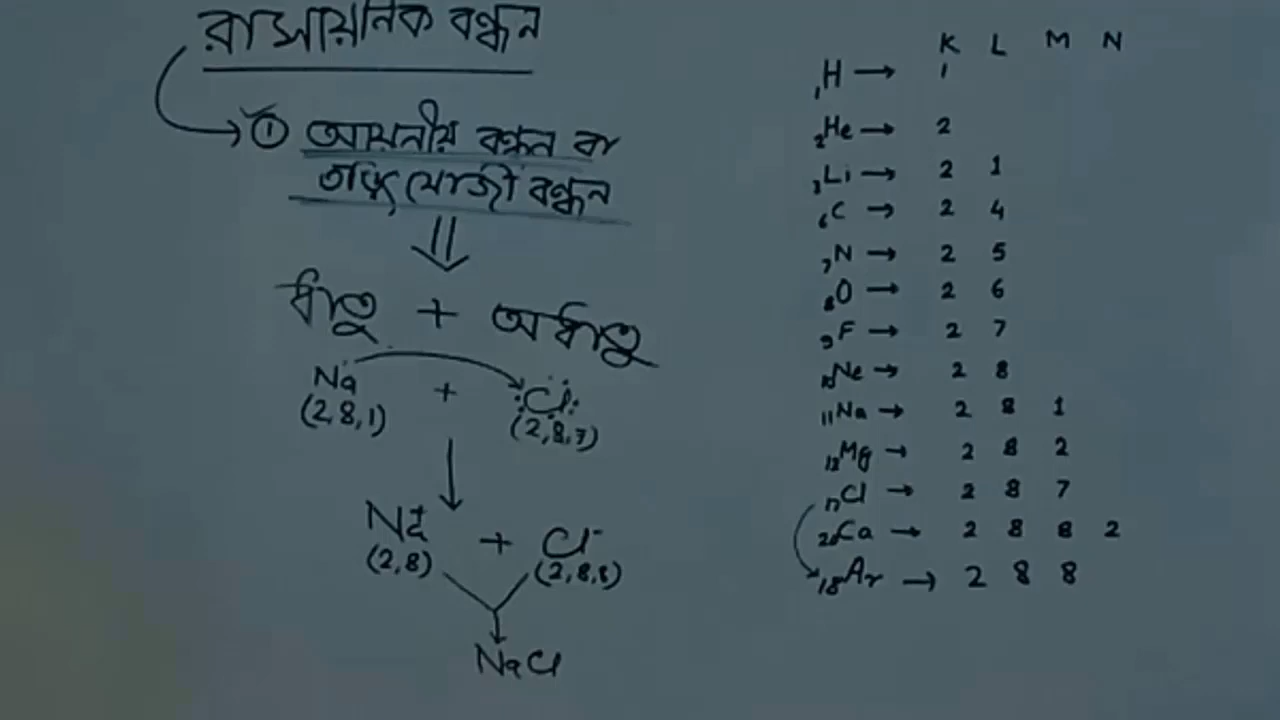 রাসায়নিক বন্ধন
① আয়নীয় বন্ধন বা
তড়িৎযোজী বন্ধন
ধাতু + অধাতু
Na + Cl
(2,8,1) (2,8,7)
Na⁺ + Cl⁻
(2,8) (2,8,8)
NaCl
K L M N
₁H → 1
₂He → 2
₃Li → 2 1
₆C → 2 4
₇N → 2 5
₈O → 2 6
₉F → 2 7
₁₀Ne → 2 8
₁₁Na → 2 8 1
₁₂Mg → 2 8 2
₁₇Cl → 2 8 7
₂₀Ca → 2 8 8 2
₁₈Ar → 2 8 8